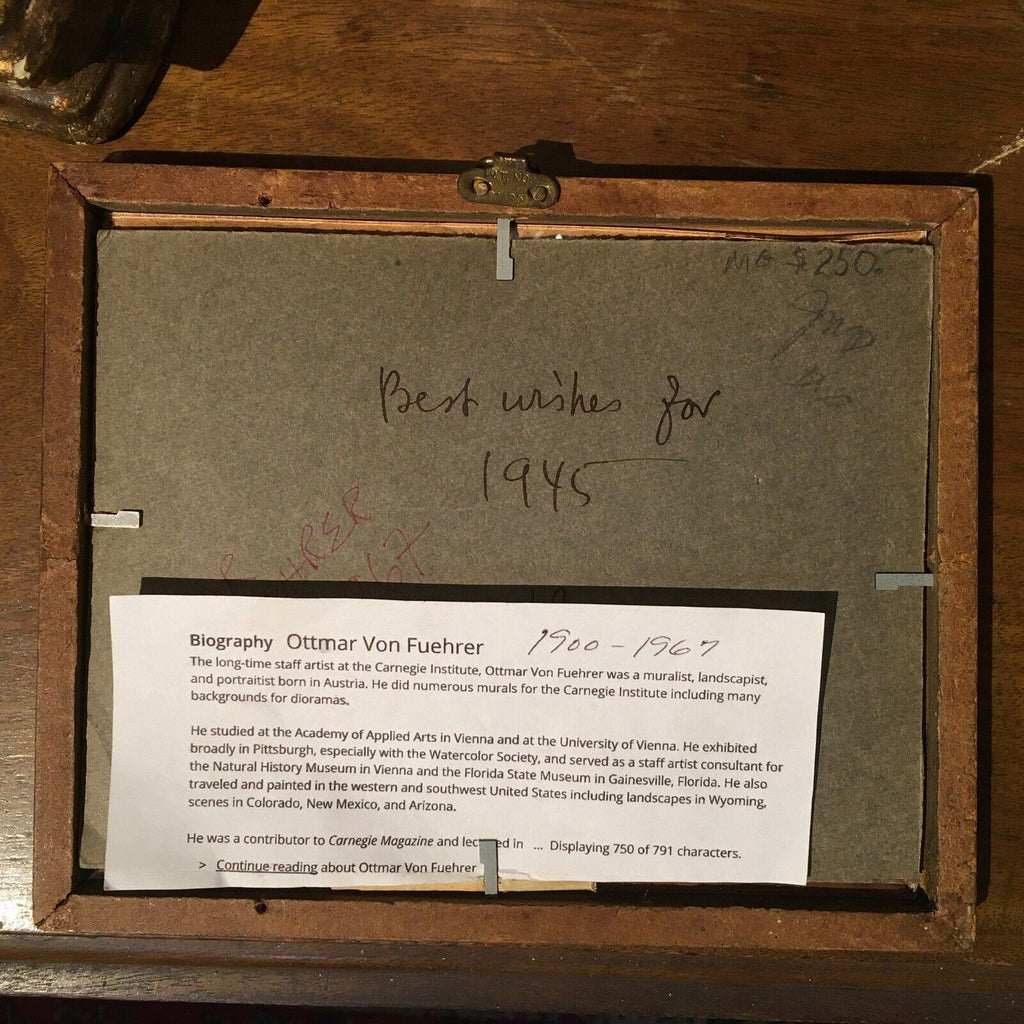 $250.
Best wishes for
1945
Biography Ottmar Von Fuehrer 1900 - 1967
The long-time staff artist at the Carnegie Institute, Ottmar Von Fuehrer was a muralist, landscapist,
and portraitist born in Austria. He did numerous murals for the Carnegie Institute including many
backgrounds for dioramas.
He studied at the Academy of Applied Arts in Vienna and at the University of Vienna. He exhibited
broadly in Pittsburgh, especially with the Watercolor Society, and served as a staff artist consultant for
the Natural History Museum in Vienna and the Florida State Museum in Gainesville, Florida. He also
traveled and painted in the western and southwest United States including landscapes in Wyoming,
scenes in Colorado, New Mexico, and Arizona.
He was a contributor to Carnegie Magazine and in ... Displaying 750 of 791 characters.
> Continue reading about Ottmar Von Fuehrer